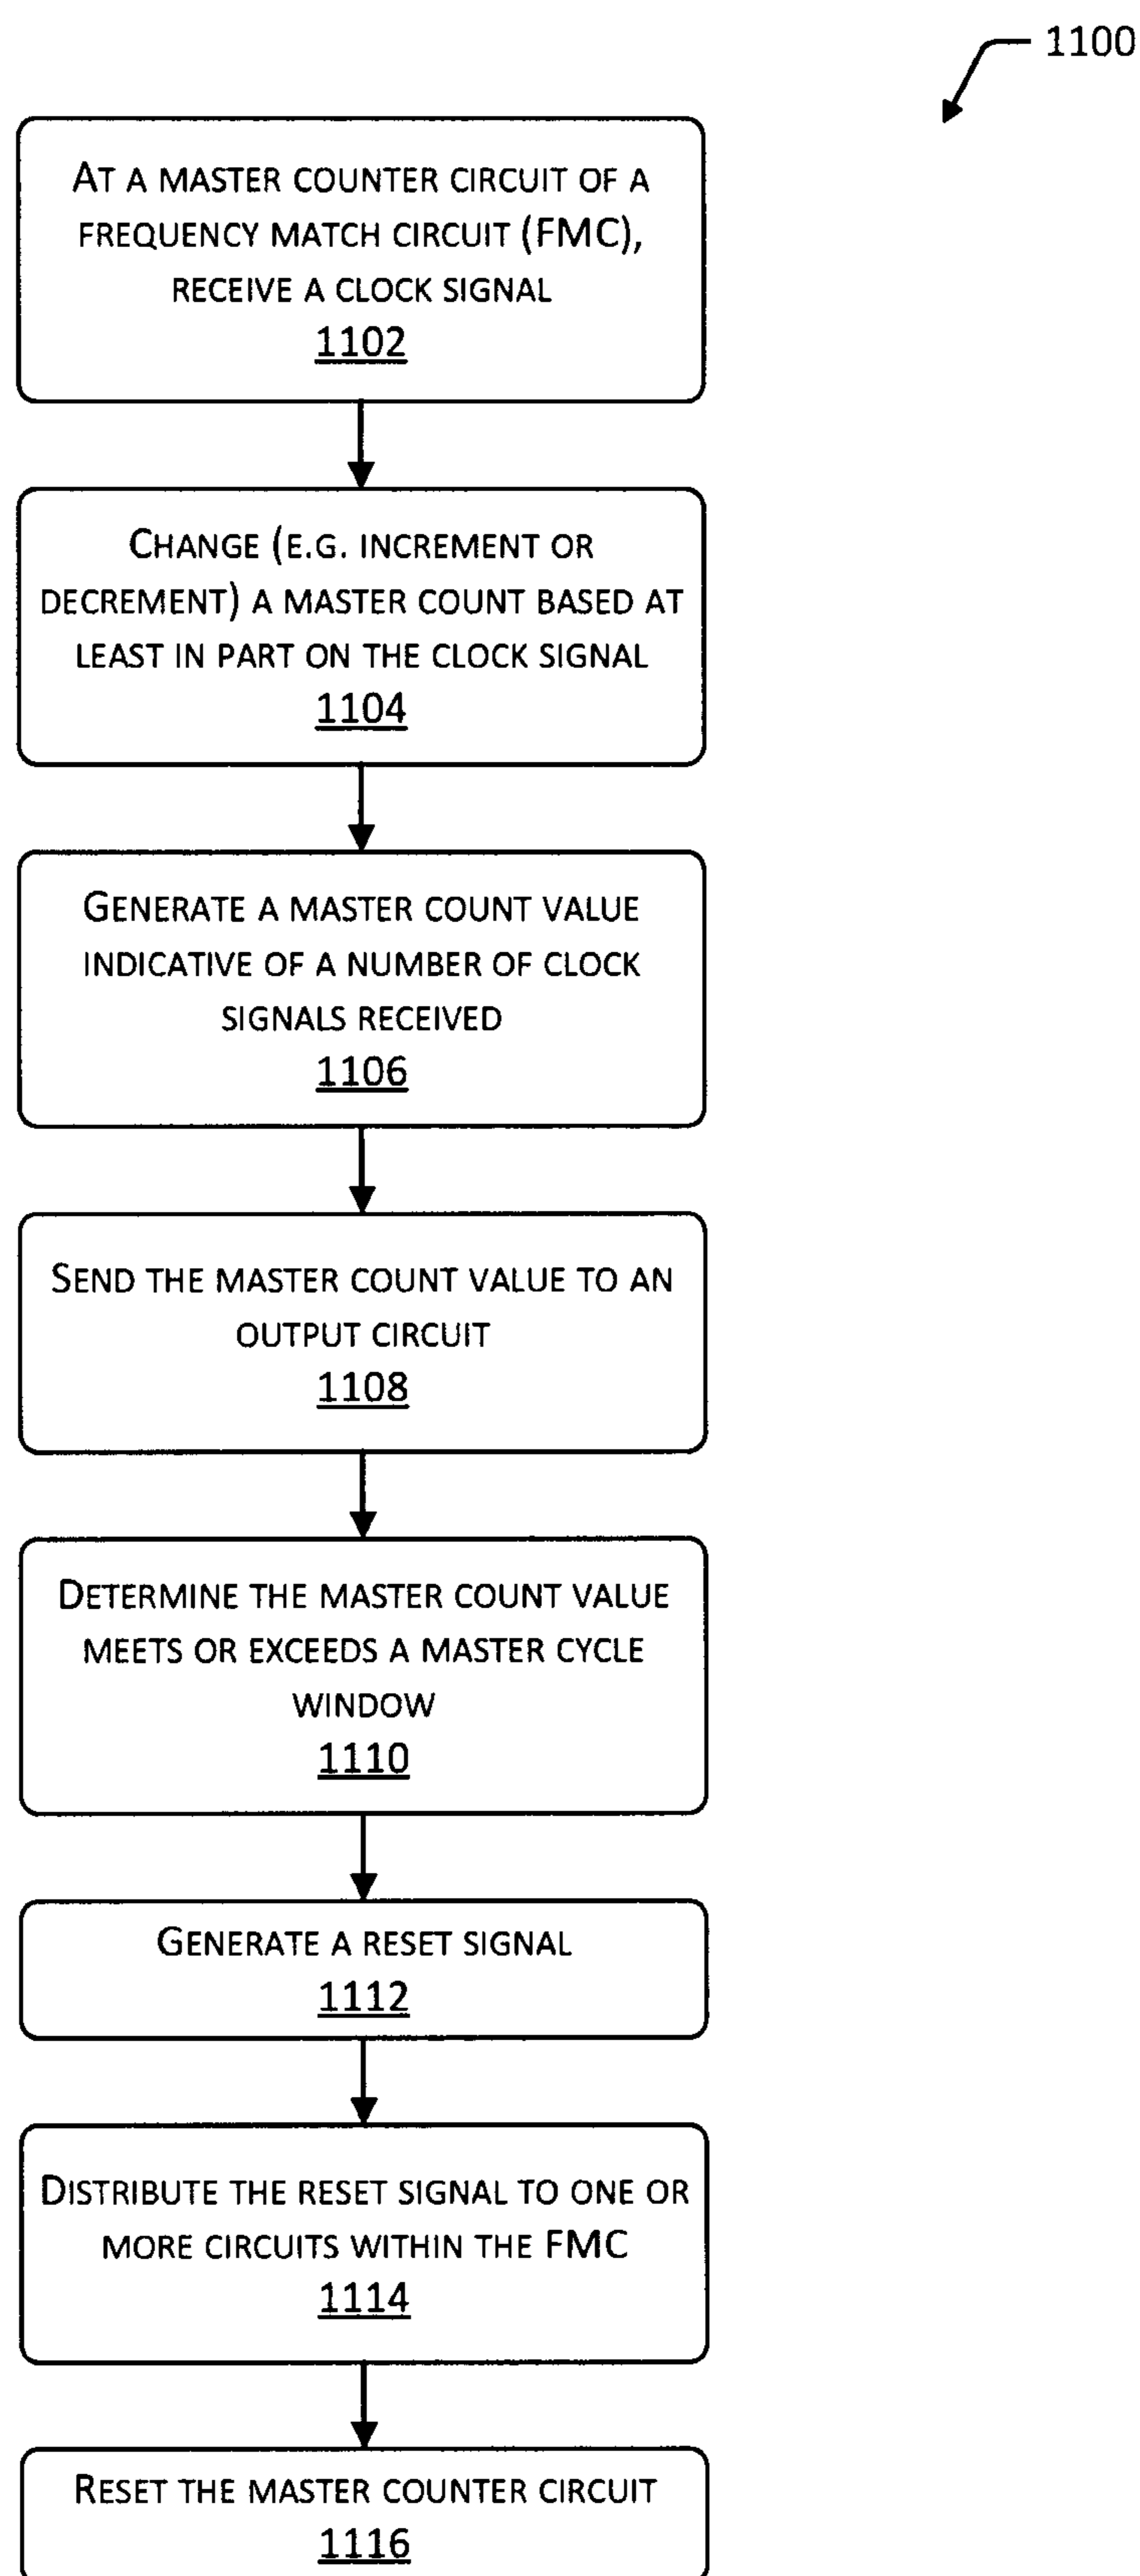 1100
AT A MASTER COUNTER CIRCUIT OF A
FREQUENCY MATCH CIRCUIT (FMC),
RECEIVE A CLOCK SIGNAL
1102
CHANGE (E.G. INCREMENT OR
DECREMENT) A MASTER COUNT BASED AT
LEAST IN PART ON THE CLOCK SIGNAL
1104
GENERATE A MASTER COUNT VALUE
INDICATIVE OF A NUMBER OF CLOCK
SIGNALS RECEIVED
1106
SEND THE MASTER COUNT VALUE TO AN
OUTPUT CIRCUIT
1108
DETERMINE THE MASTER COUNT VALUE
MEETS OR EXCEEDS A MASTER CYCLE
WINDOW
1110
GENERATE A RESET SIGNAL
1112
DISTRIBUTE THE RESET SIGNAL TO ONE OR
MORE CIRCUITS WITHIN THE FMC
1114
RESET THE MASTER COUNTER CIRCUIT
1116